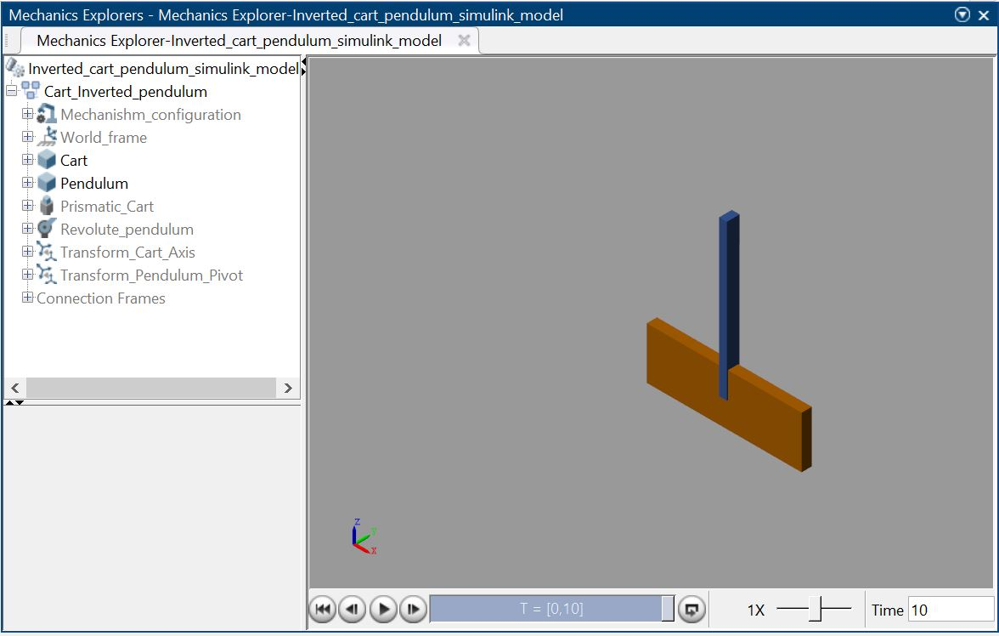 Mechanics Explorers - Mechanics Explorer-Inverted_cart_pendulum_simulink_model
Mechanics Explorer-Inverted_cart_pendulum_simulink_model
Inverted_cart_pendulum_simulink_model
Cart_Inverted_pendulum
Mechanishm_configuration
World_frame
Cart
Pendulum
Prismatic_Cart
Revolute_pendulum
Transform_Cart_Axis
Transform_Pendulum_Pivot
Connection Frames
z
y
x
T = [0,10]
1X
Time 10